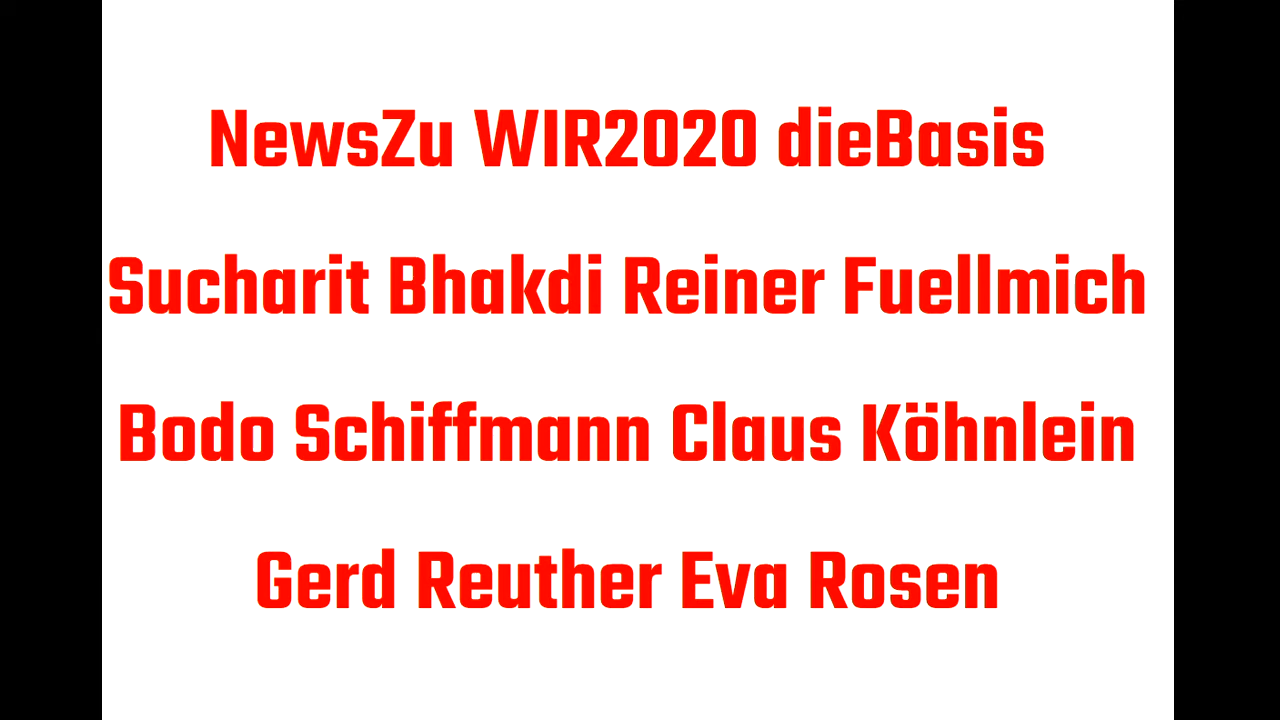 NewsZu WIR2020 dieBasis
Sucharit Bhakdi Reiner Fuellmich
Bodo Schiffmann Claus Köhnlein
Gerd Reuther Eva Rosen